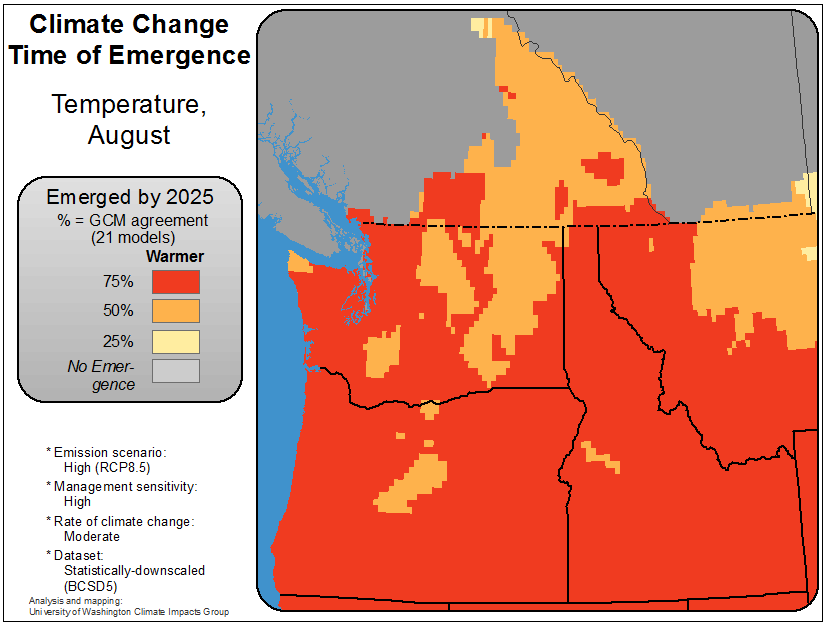 Climate Change
Time of Emergence
Temperature,
August
Emerged by 2025
% = GCM agreement
(21 models)
Warmer
75%
50%
25%
No Emer-
gence
* Emission scenario:
High (RCP8.5)
* Management sensitivity:
High
* Rate of climate change:
Moderate
* Dataset:
Statistically-downscaled
(BCSD5)
Analysis and mapping:
University of Washington Climate Impacts Group